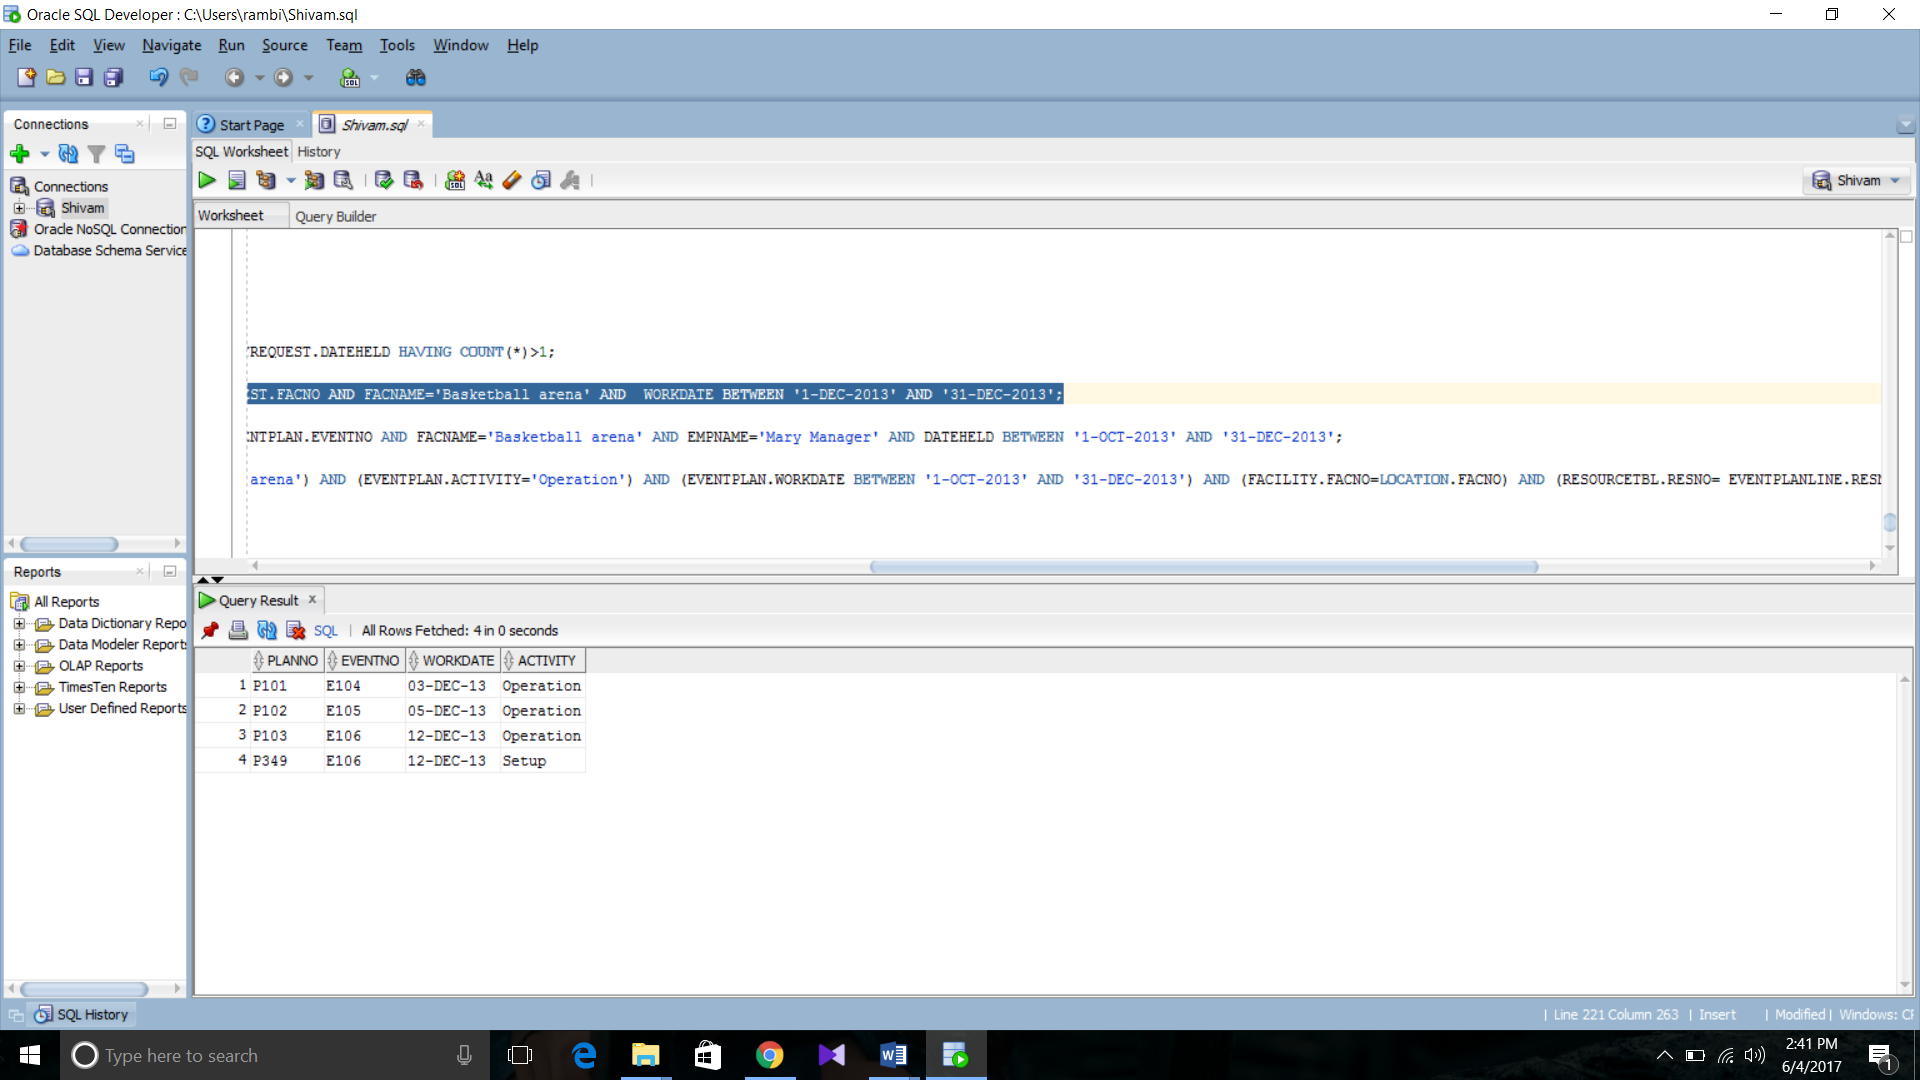 Oracle SQL Developer : C:\Users\rambi\Shivam.sql
File Edit View Navigate Run Source Team Tools Window Help
Connections
Start Page
Shivam.sql
SQL Worksheet History
Shivam
Worksheet Query Builder
Connections
Shivam
Oracle NoSQL Connection
Database Schema Service
REQUEST.DATEHELD HAVING COUNT(*)>1;
ST.FACNO AND FACNAME='Basketball arena' AND  WORKDATE BETWEEN '1-DEC-2013' AND '31-DEC-2013';
NTPLAN.EVENTNO AND FACNAME='Basketball arena' AND EMPNAME='Mary Manager' AND DATEHELD BETWEEN '1-OCT-2013' AND '31-DEC-2013';
arena') AND (EVENTPLAN.ACTIVITY='Operation') AND (EVENTPLAN.WORKDATE BETWEEN '1-OCT-2013' AND '31-DEC-2013') AND (FACILITY.FACNO=LOCATION.FACNO) AND (RESOURCETBL.RESNO= EVENTPLANLINE.RESN
Reports
All Reports
Data Dictionary Repo
Data Modeler Reports
OLAP Reports
TimesTen Reports
User Defined Reports
Query Result
SQL | All Rows Fetched: 4 in 0 seconds
PLANNO EVENTNO WORKDATE ACTIVITY
1 P101 E104 03-DEC-13 Operation
2 P102 E105 05-DEC-13 Operation
3 P103 E106 12-DEC-13 Operation
4 P349 E106 12-DEC-13 Setup
SQL History
| Line 221 Column 263 | Insert | Modified | Windows: CF
Type here to search
2:41 PM
6/4/2017
1